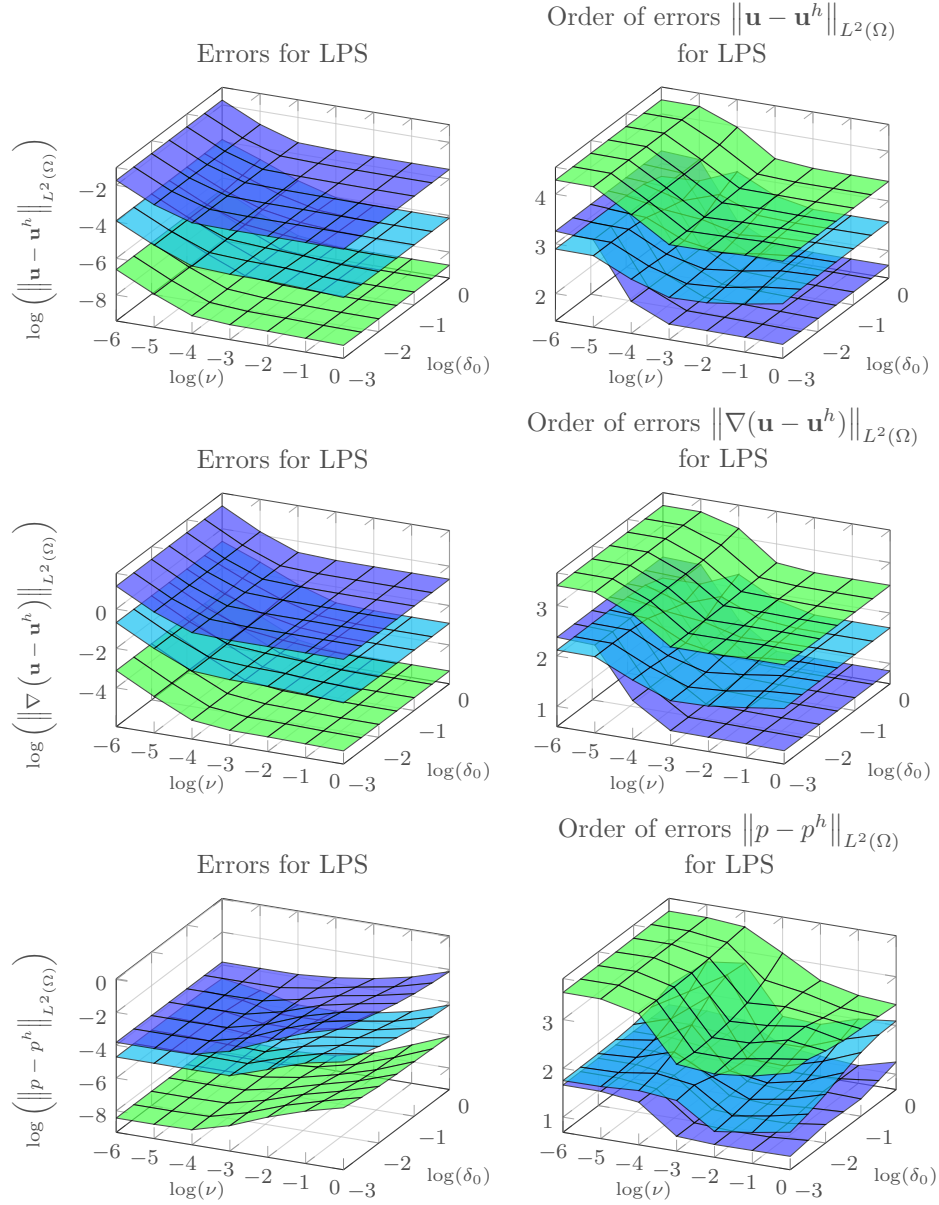 Order of errors ‖u − u^h‖_{L^2(Ω)}
Errors for LPS
for LPS
log (‖u − u^h‖_{L^2(Ω)})
−2
−4
−6
−8
−6 −5 −4 −3 −2 −1 0
log(ν)
−3 −2 −1 0
log(δ_0)
4
3
2
−6 −5 −4 −3 −2 −1 0
log(ν)
−3 −2 −1 0
log(δ_0)
Order of errors ‖∇(u − u^h)‖_{L^2(Ω)}
Errors for LPS
for LPS
log (‖∇ (u − u^h)‖_{L^2(Ω)})
0
−2
−4
−6 −5 −4 −3 −2 −1 0
log(ν)
−3 −2 −1 0
log(δ_0)
3
2
1
−6 −5 −4 −3 −2 −1 0
log(ν)
−3 −2 −1 0
log(δ_0)
Order of errors ‖p − p^h‖_{L^2(Ω)}
Errors for LPS
for LPS
log (‖p − p^h‖_{L^2(Ω)})
0
−2
−4
−6
−8
−6 −5 −4 −3 −2 −1 0
log(ν)
−3 −2 −1 0
log(δ_0)
3
2
1
−6 −5 −4 −3 −2 −1 0
log(ν)
−3 −2 −1 0
log(δ_0)